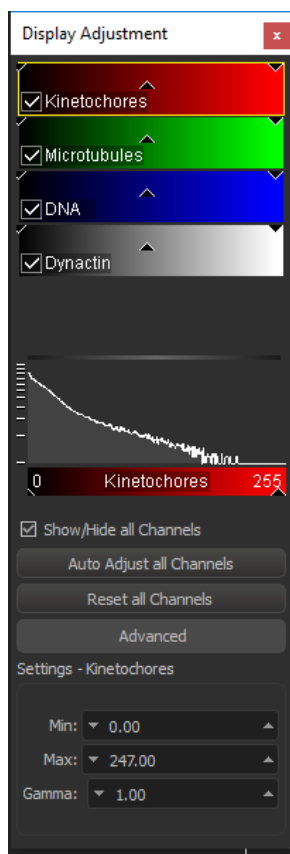 Display Adjustment
x
Kinetochores
Microtubules
DNA
Dynactin
0 Kinetochores 255
Show/Hide all Channels
Auto Adjust all Channels
Reset all Channels
Advanced
Settings - Kinetochores
Min: 0.00
Max: 247.00
Gamma: 1.00